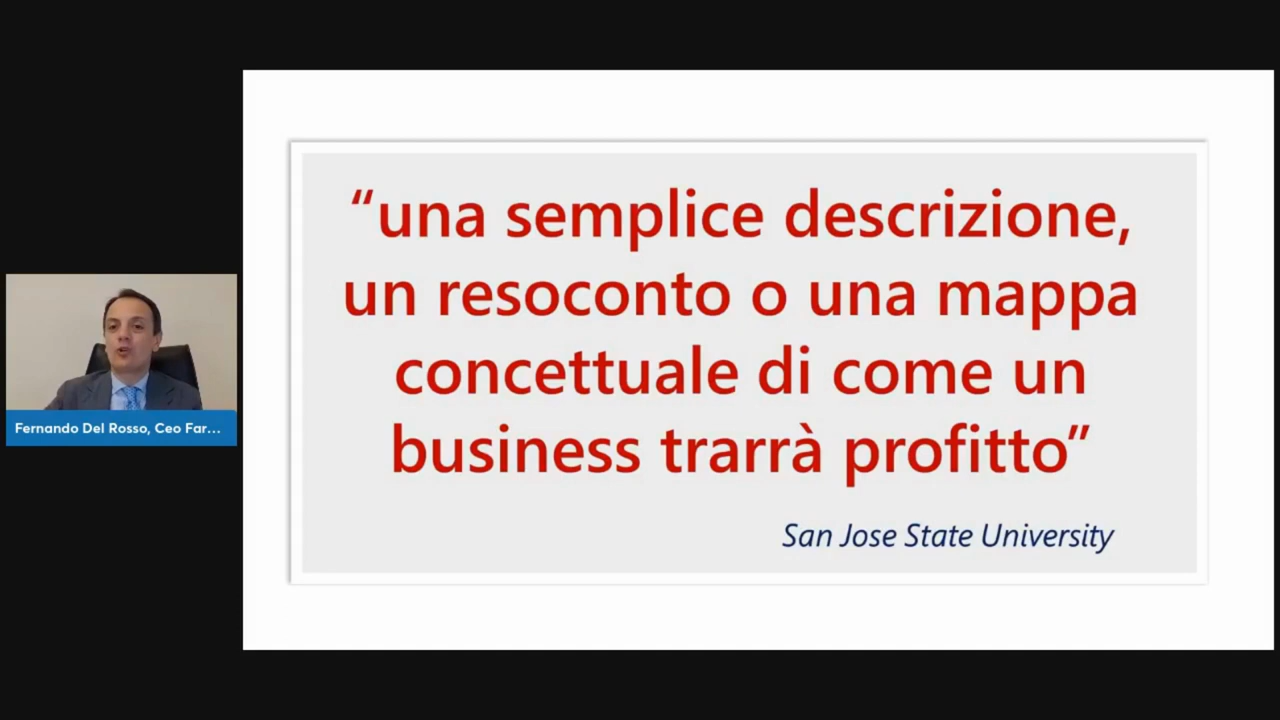 “una semplice descrizione,
un resoconto o una mappa
concettuale di come un
business trarrà profitto”
San Jose State University
Fernando Del Rosso, Ceo Far...